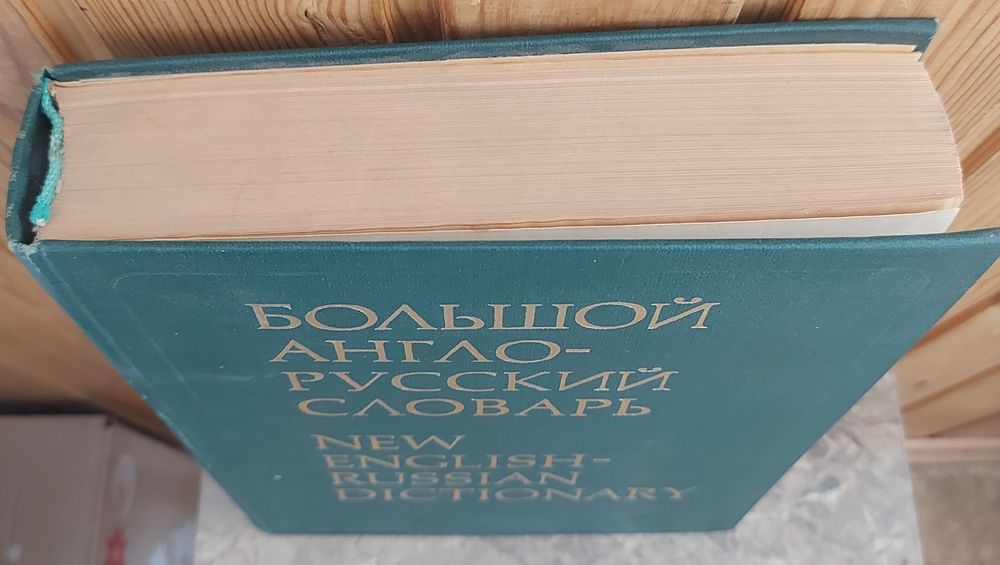 БОЛЬШОЙ
АНГЛО-
РУССКИЙ
СЛОВАРЬ
NEW
ENGLISH-
RUSSIAN
DICTIONARY